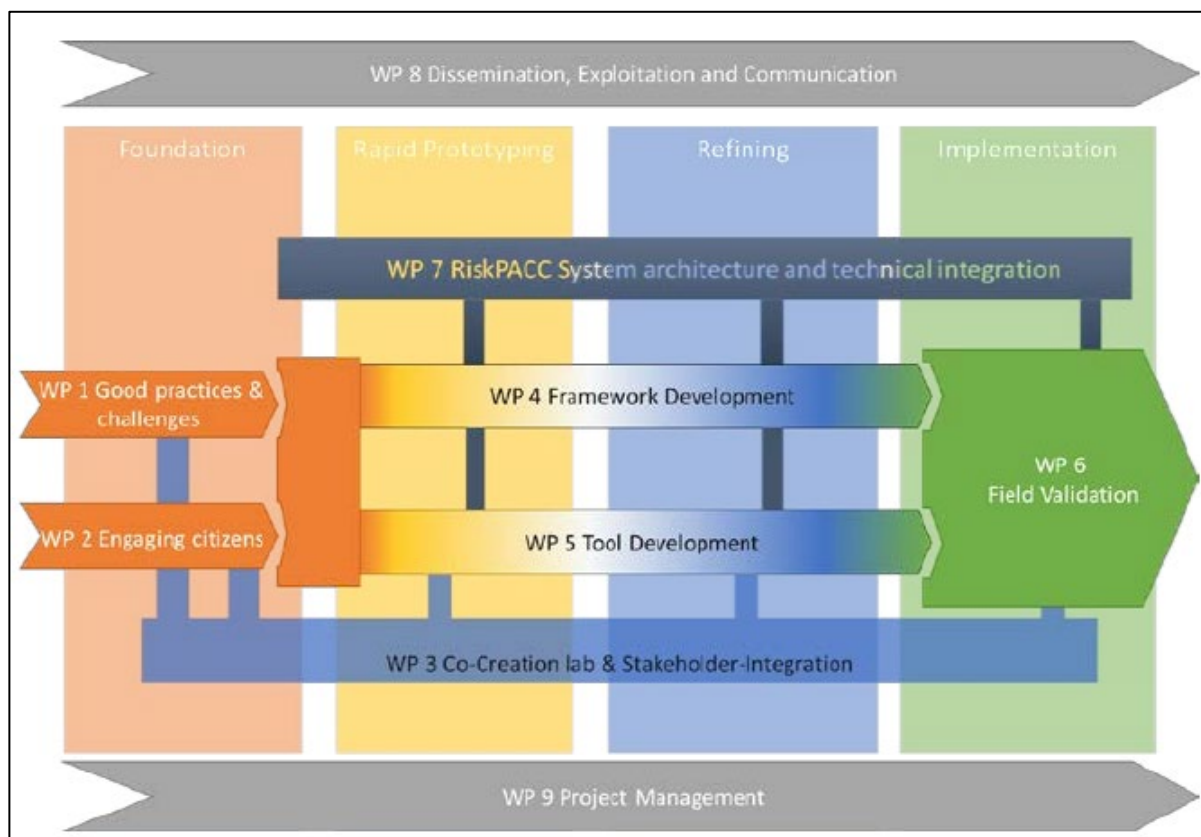 WP 8 Dissemination, Exploitation and Communication
Foundation
Rapid Prototyping
Refining
Implementation
WP 7 RiskPACC System architecture and technical integration
WP 1 Good practices &
challenges
WP 4 Framework Development
WP 6
Field Validation
WP 2 Engaging citizens
WP 5 Tool Development
WP 3 Co-Creation lab & Stakeholder-Integration
WP 9 Project Management